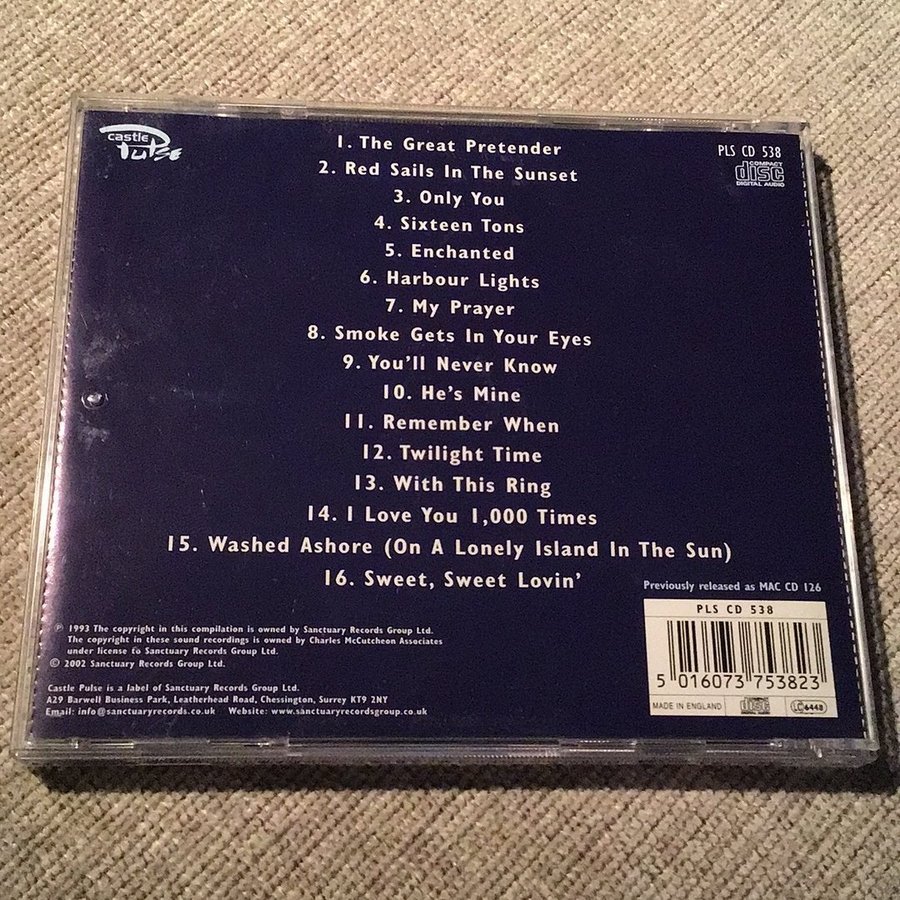 castle
PULSE
PLS CD 538
COMPACT
disc
DIGITAL AUDIO
1. The Great Pretender
2. Red Sails In The Sunset
3. Only You
4. Sixteen Tons
5. Enchanted
6. Harbour Lights
7. My Prayer
8. Smoke Gets In Your Eyes
9. You'll Never Know
10. He's Mine
11. Remember When
12. Twilight Time
13. With This Ring
14. I Love You 1,000 Times
15. Washed Ashore (On A Lonely Island In The Sun)
16. Sweet, Sweet Lovin'
Previously released as MAC CD 126
℗ 1993 The copyright in this compilation is owned by Sanctuary Records Group Ltd.
The copyright in these sound recordings is owned by Charles McCutcheon Associates
under license to Sanctuary Records Group Ltd.
© 2002 Sanctuary Records Group Ltd.
Castle Pulse is a label of Sanctuary Records Group Ltd.
A29 Barwell Business Park, Leatherhead Road, Chessington, Surrey KT9 2NY
Email: info@sanctuaryrecords.co.uk Website: www.sanctuaryrecordsgroup.co.uk
PLS CD 538
5 016073 753823
MADE IN ENGLAND
disc
DIGITAL AUDIO
LC 6448